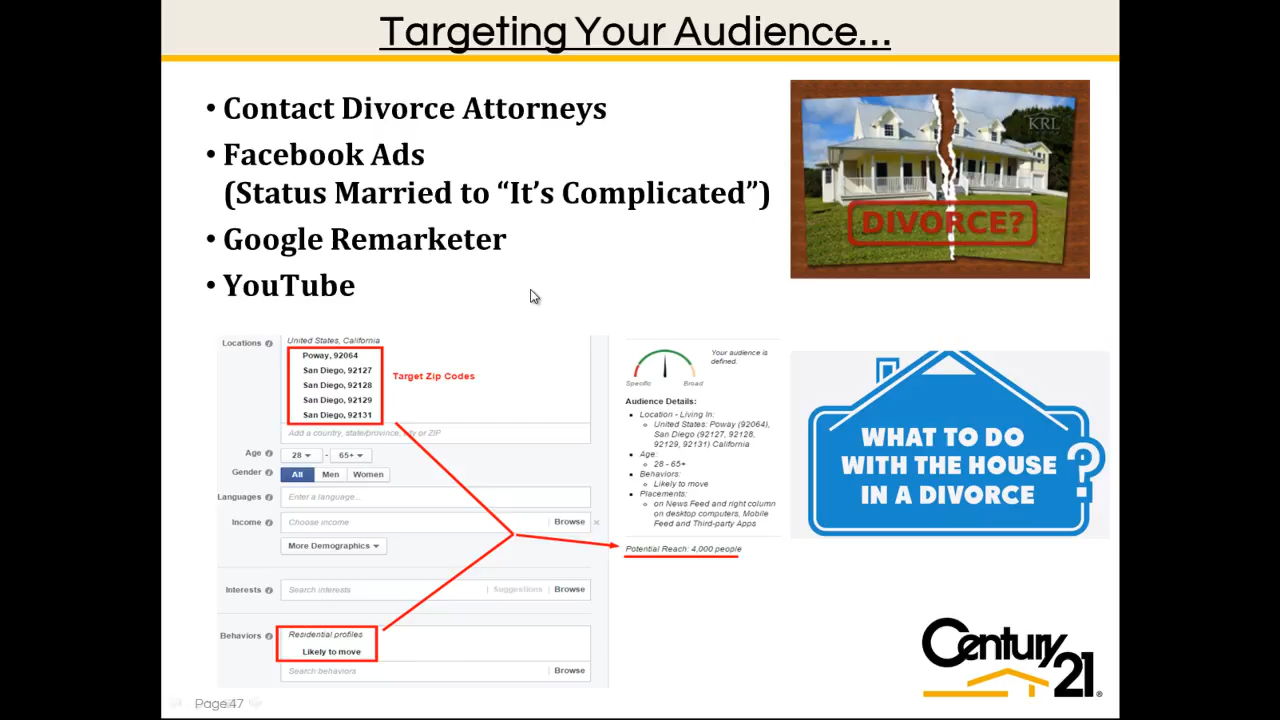 Targeting Your Audience...
• Contact Divorce Attorneys
• Facebook Ads
(Status Married to “It’s Complicated”)
• Google Remarketer
• YouTube
KRL
DIVORCE?
Locations
United States, California
Poway, 92064
San Diego, 92127
San Diego, 92128
San Diego, 92129
San Diego, 92131
Target Zip Codes
Add a country, state/province, city or ZIP
Age
28 - 65+
Gender
All Men Women
Languages
Enter a language...
Income
Choose income
Browse
More Demographics
Interests
Search interests
Suggestions
Browse
Behaviors
Residential profiles
Likely to move
Search behaviors
Browse
Your audience is
defined.
Specific Broad
Audience Details:
• Location - Living In:
United States: Poway (92064),
San Diego (92127, 92128,
92129, 92131) California
• Age:
28 - 65+
• Behaviors:
Likely to move
• Placements:
on News Feed and right column
on desktop computers, Mobile
Feed and Third-party Apps
Potential Reach: 4,000 people
WHAT TO DO
WITH THE HOUSE
IN A DIVORCE
?
Century
21®
Page 47